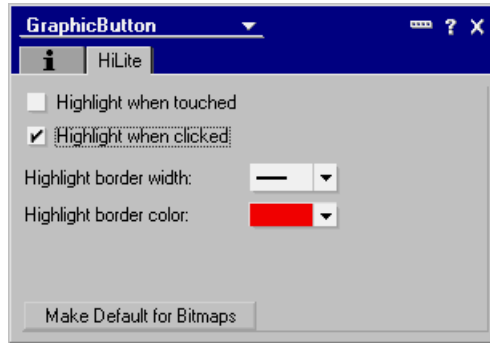 GraphicButton
? X
i HiLite
Highlight when touched
Highlight when clicked
Highlight border width:
Highlight border color:
Make Default for Bitmaps